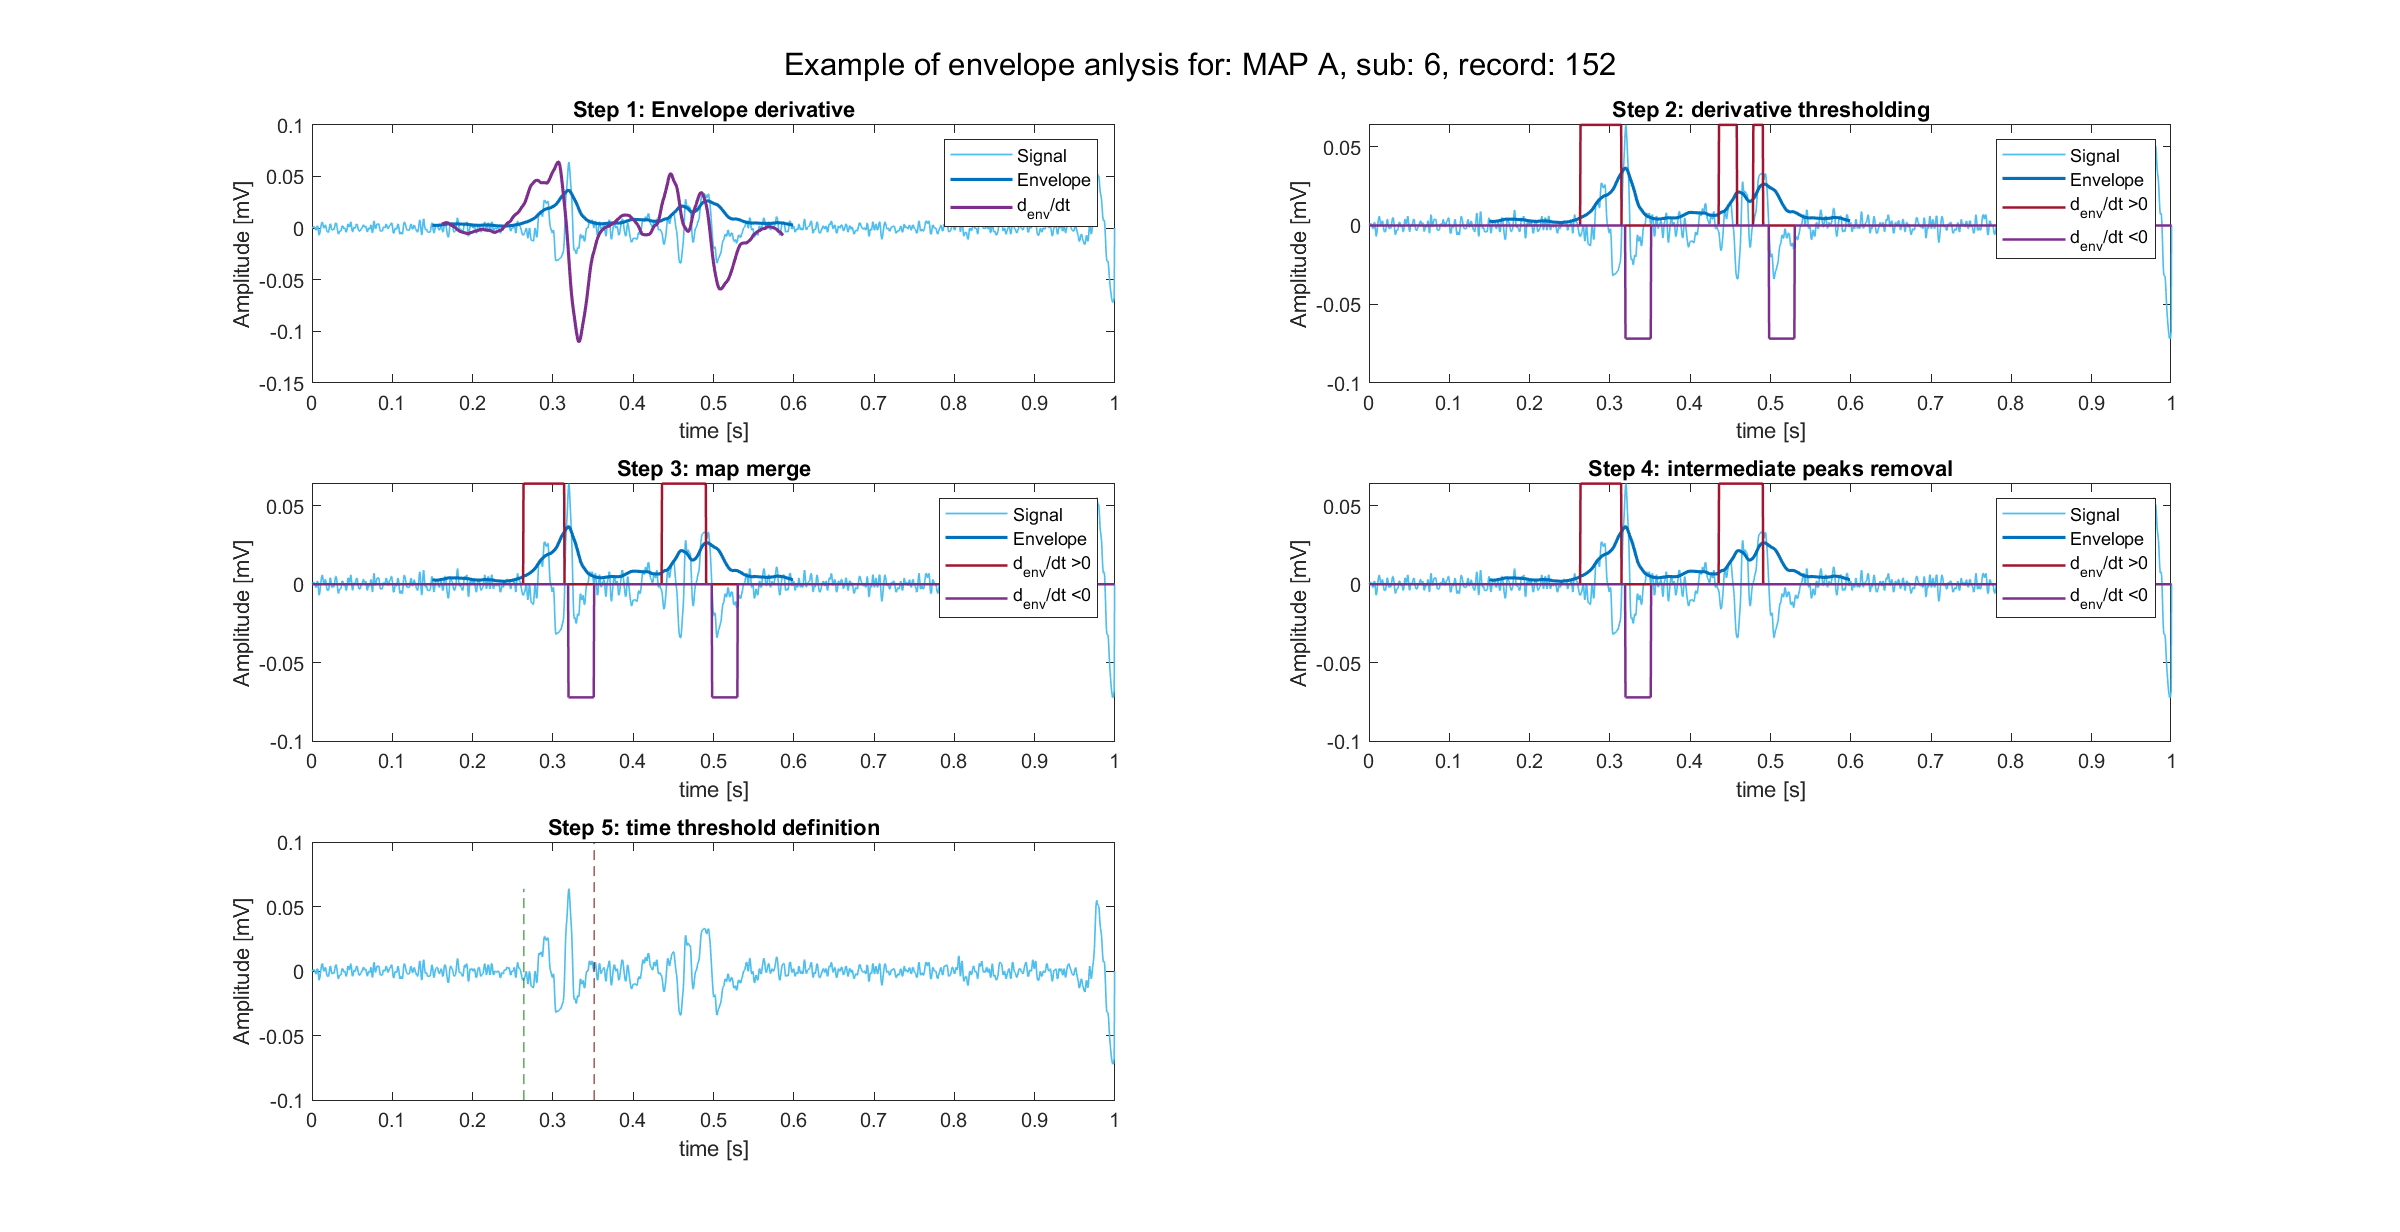 Example of envelope anlysis for: MAP A, sub: 6, record: 152
Step 1: Envelope derivative
Amplitude [mV]
0.1
0.05
0
-0.05
-0.1
-0.15
0 0.1 0.2 0.3 0.4 0.5 0.6 0.7 0.8 0.9 1
time [s]
Signal
Envelope
d_env/dt
Step 2: derivative thresholding
Amplitude [mV]
0.05
0
-0.05
-0.1
0 0.1 0.2 0.3 0.4 0.5 0.6 0.7 0.8 0.9 1
time [s]
Signal
Envelope
d_env/dt >0
d_env/dt <0
Step 3: map merge
Amplitude [mV]
0.05
0
-0.05
-0.1
0 0.1 0.2 0.3 0.4 0.5 0.6 0.7 0.8 0.9 1
time [s]
Signal
Envelope
d_env/dt >0
d_env/dt <0
Step 4: intermediate peaks removal
Amplitude [mV]
0.05
0
-0.05
-0.1
0 0.1 0.2 0.3 0.4 0.5 0.6 0.7 0.8 0.9 1
time [s]
Signal
Envelope
d_env/dt >0
d_env/dt <0
Step 5: time threshold definition
Amplitude [mV]
0.1
0.05
0
-0.05
-0.1
0 0.1 0.2 0.3 0.4 0.5 0.6 0.7 0.8 0.9 1
time [s]